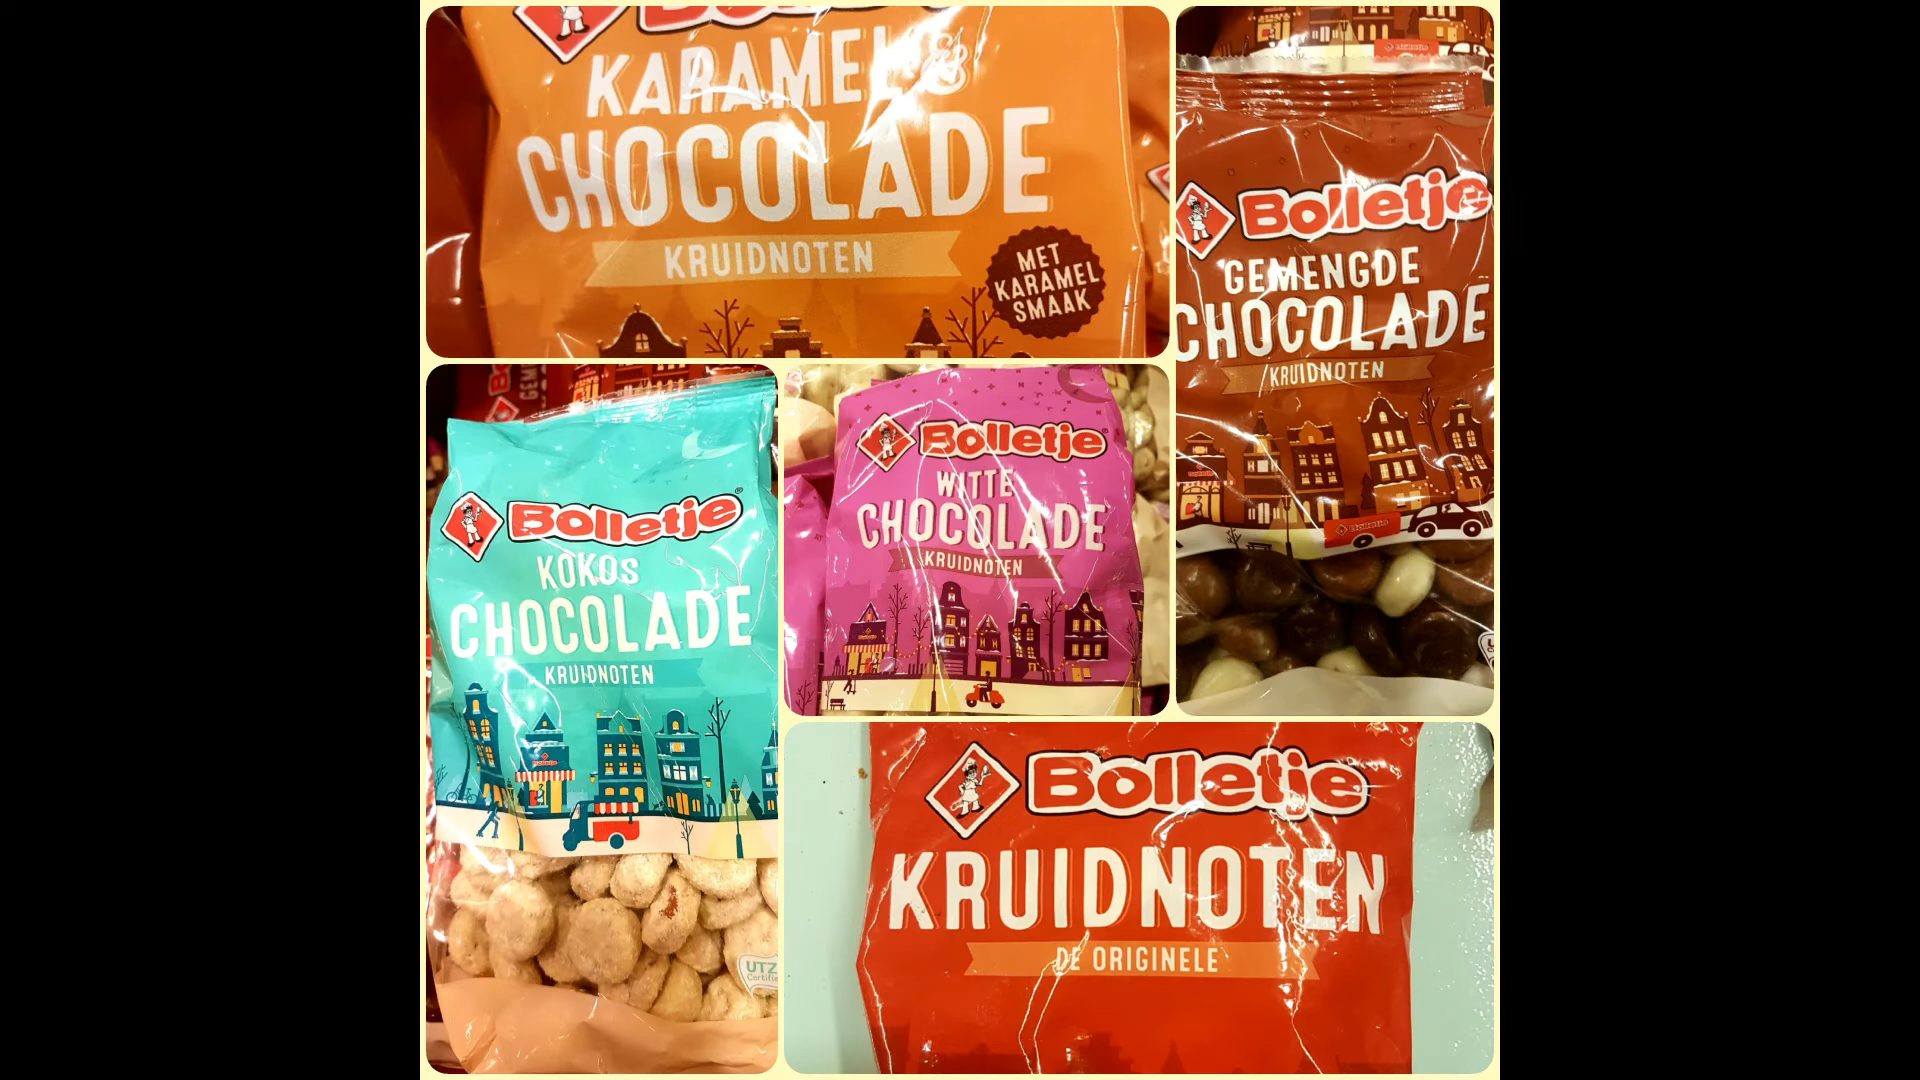 KARAMEL &
CHOCOLADE
KRUIDNOTEN
MET
KARAMEL
SMAAK
Bolletje
GEMENGDE
CHOCOLADE
KRUIDNOTEN
Bolletje
KOKOS
CHOCOLADE
KRUIDNOTEN
UTZ
Bolletje
WITTE
CHOCOLADE
KRUIDNOTEN
Bolletje
KRUIDNOTEN
DE ORIGINELE